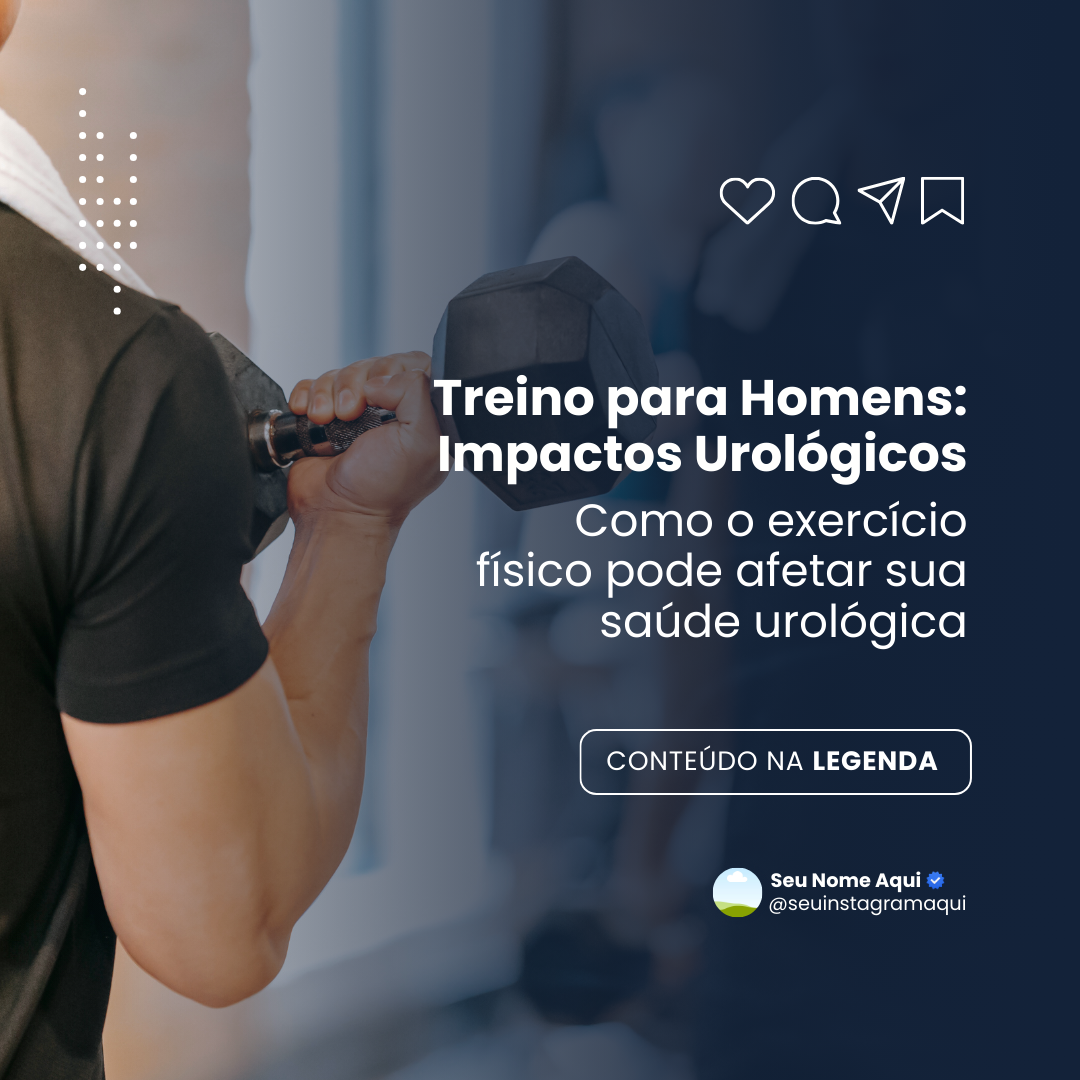 Treino para Homens:
Impactos Urológicos
Como o exercício
físico pode afetar sua
saúde urológica
CONTEÚDO NA LEGENDA
Seu Nome Aqui
@seuinstagramaqui